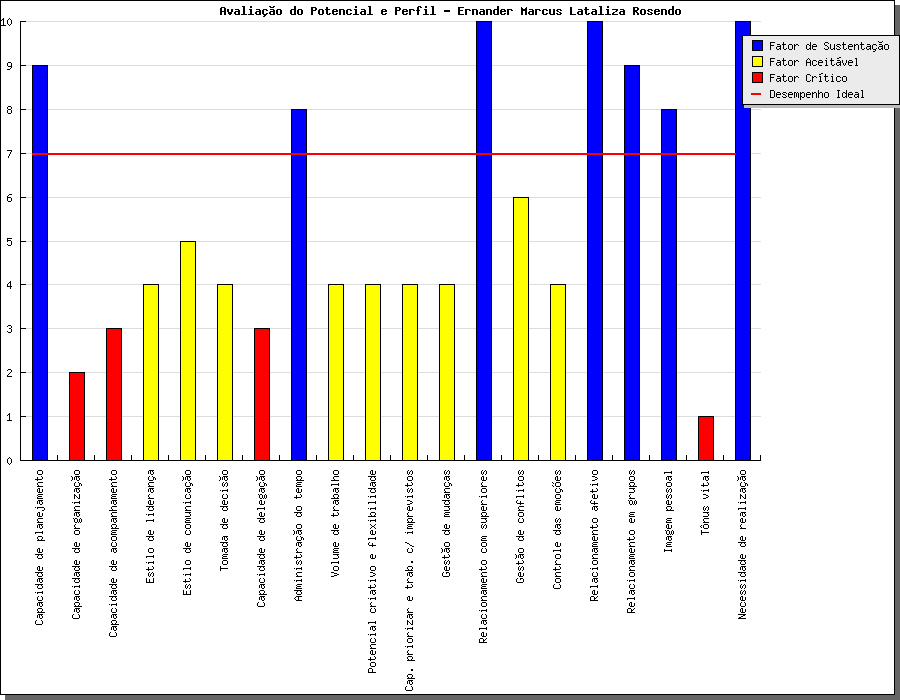 Avaliação do Potencial e Perfil - Ernander Marcus Lataliza Rosendo
Fator de Sustentação
Fator Aceitável
Fator Crítico
Desempenho Ideal
10
9
8
7
6
5
4
3
2
1
0
Capacidade de planejamento
Capacidade de organização
Capacidade de acompanhamento
Estilo de liderança
Estilo de comunicação
Tomada de decisão
Capacidade de delegação
Administração do tempo
Volume de trabalho
Potencial criativo e flexibilidade
Cap. priorizar e trab. c/ imprevistos
Gestão de mudanças
Relacionamento com superiores
Gestão de conflitos
Controle das emoções
Relacionamento afetivo
Relacionamento em grupos
Imagem pessoal
Tônus vital
Necessidade de realização